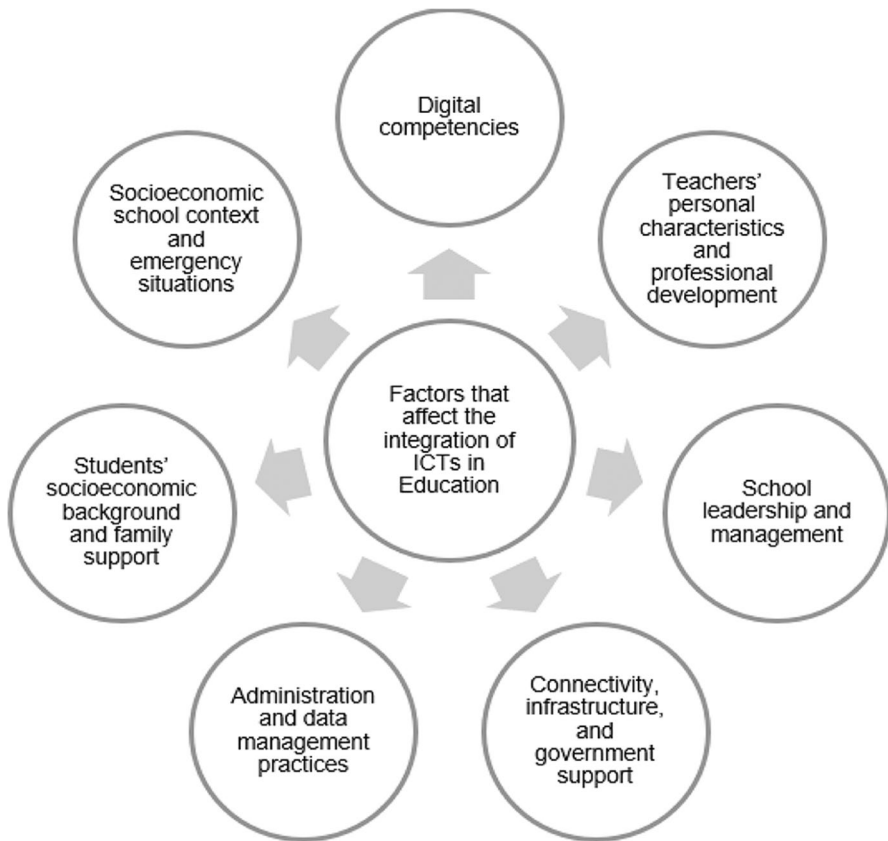 Digital
competencies
Teachers'
personal
characteristics
and
professional
development
School
leadership and
management
Connectivity,
infrastructure,
and
government
support
Administration
and data
management
practices
Students'
socioeconomic
background
and family
support
Socioeconomic
school context
and
emergency
situations
Factors that
affect the
integration of
ICTs in
Education